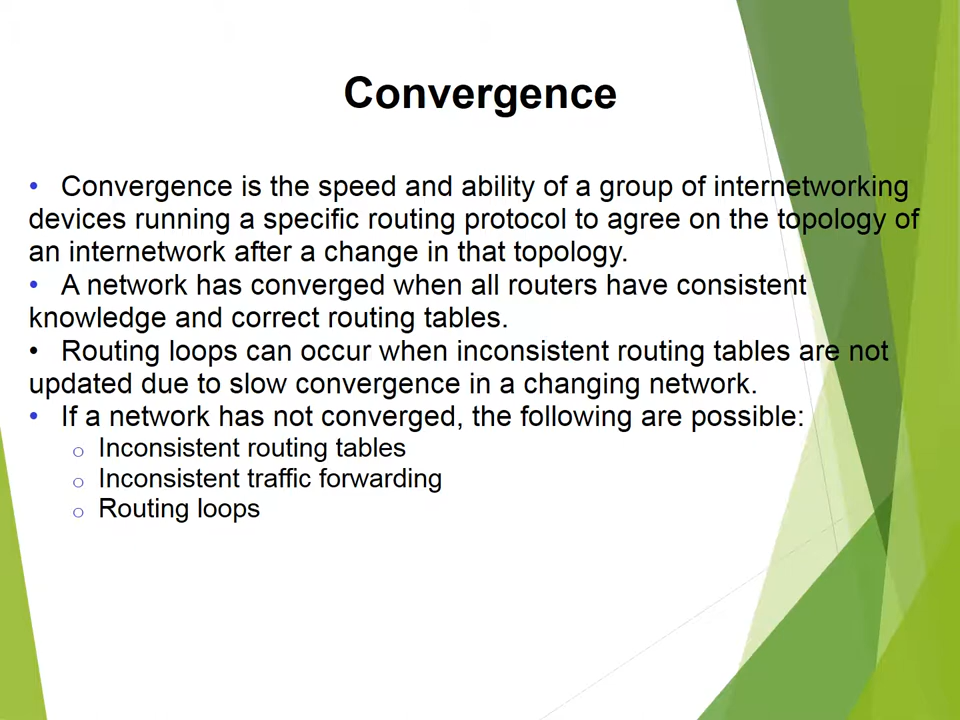 Convergence
• Convergence is the speed and ability of a group of internetworking
devices running a specific routing protocol to agree on the topology of
an internetwork after a change in that topology.
• A network has converged when all routers have consistent
knowledge and correct routing tables.
• Routing loops can occur when inconsistent routing tables are not
updated due to slow convergence in a changing network.
• If a network has not converged, the following are possible:
o Inconsistent routing tables
o Inconsistent traffic forwarding
o Routing loops